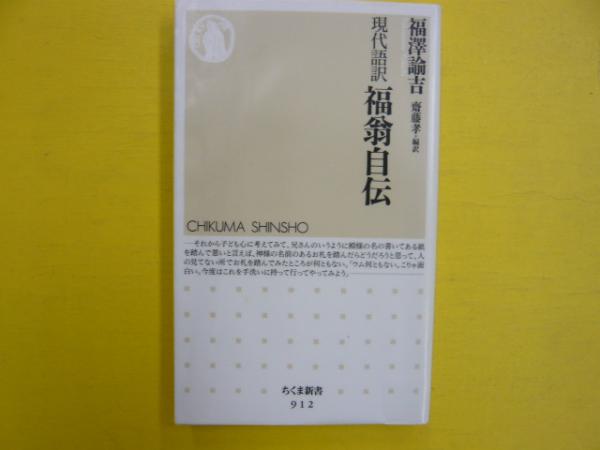 福澤諭吉
齋藤孝・編訳
現代語訳
福翁自伝
CHIKUMA SHINSHO
――それから子ども心に考えてみて、兄さんのいうように殿様の名の書いてある紙
を踏んで悪いと言えば、神様の名前のあるお札を踏んだらどうだろうと思って、人
の見てない所でお札を踏んでみたところが何ともない。「ウム何ともない。こりゃ面
白い。今度はこれを手洗いに持って行ってやってみよう。」――
ちくま新書
912